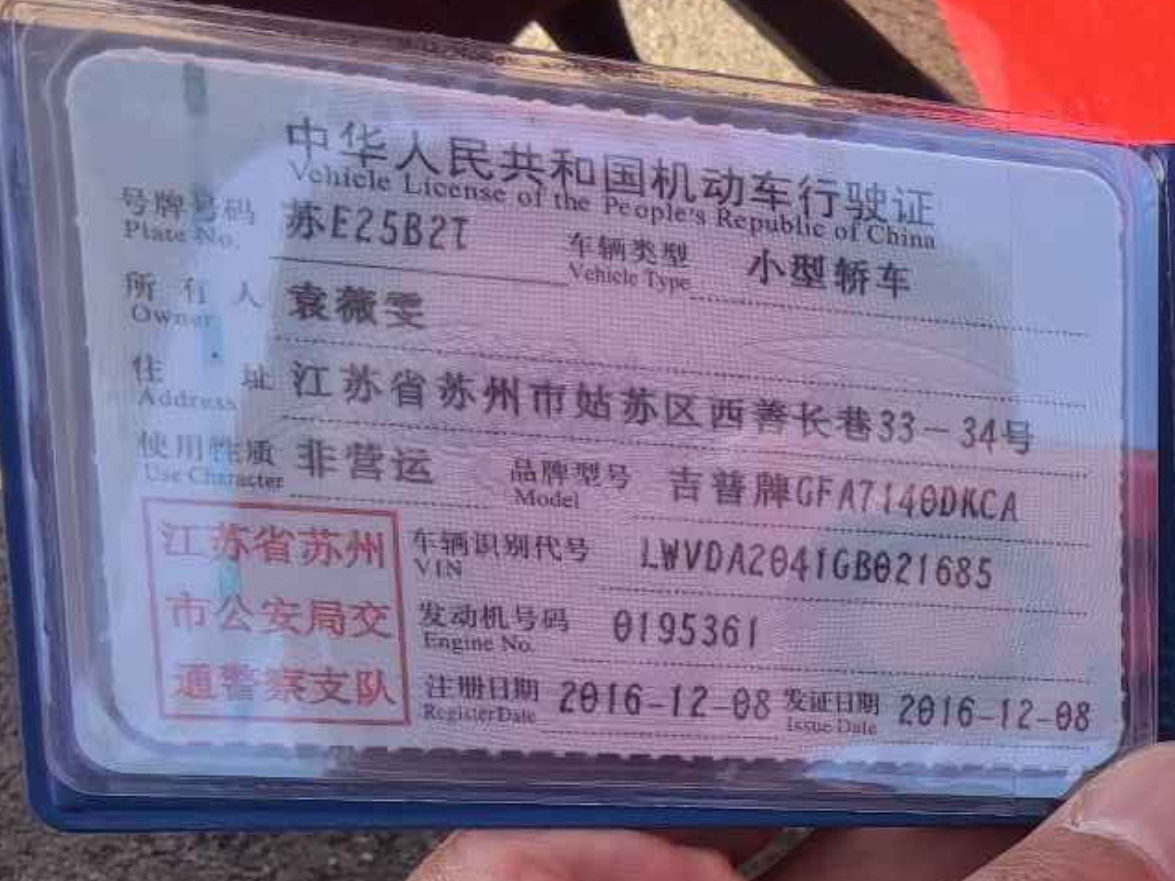 中华人民共和国机动车行驶证
Vehicle License of the People's Republic of China
号牌号码 苏E25B2T 车辆类型 小型轿车
Plate No. Vehicle Type
所有人 袁薇雯
Owner
住址 江苏省苏州市姑苏区西善长巷33-34号
Address
使用性质 非营运 品牌型号 吉普牌GFA7140DKCA
Use Character Model
江苏省苏州
市公安局交
通警察支队
车辆识别代号 LWVDA2041GB021685
VIN
发动机号码 0195361
Engine No.
注册日期 2016-12-08 发证日期 2016-12-08
Register Date Issue Date